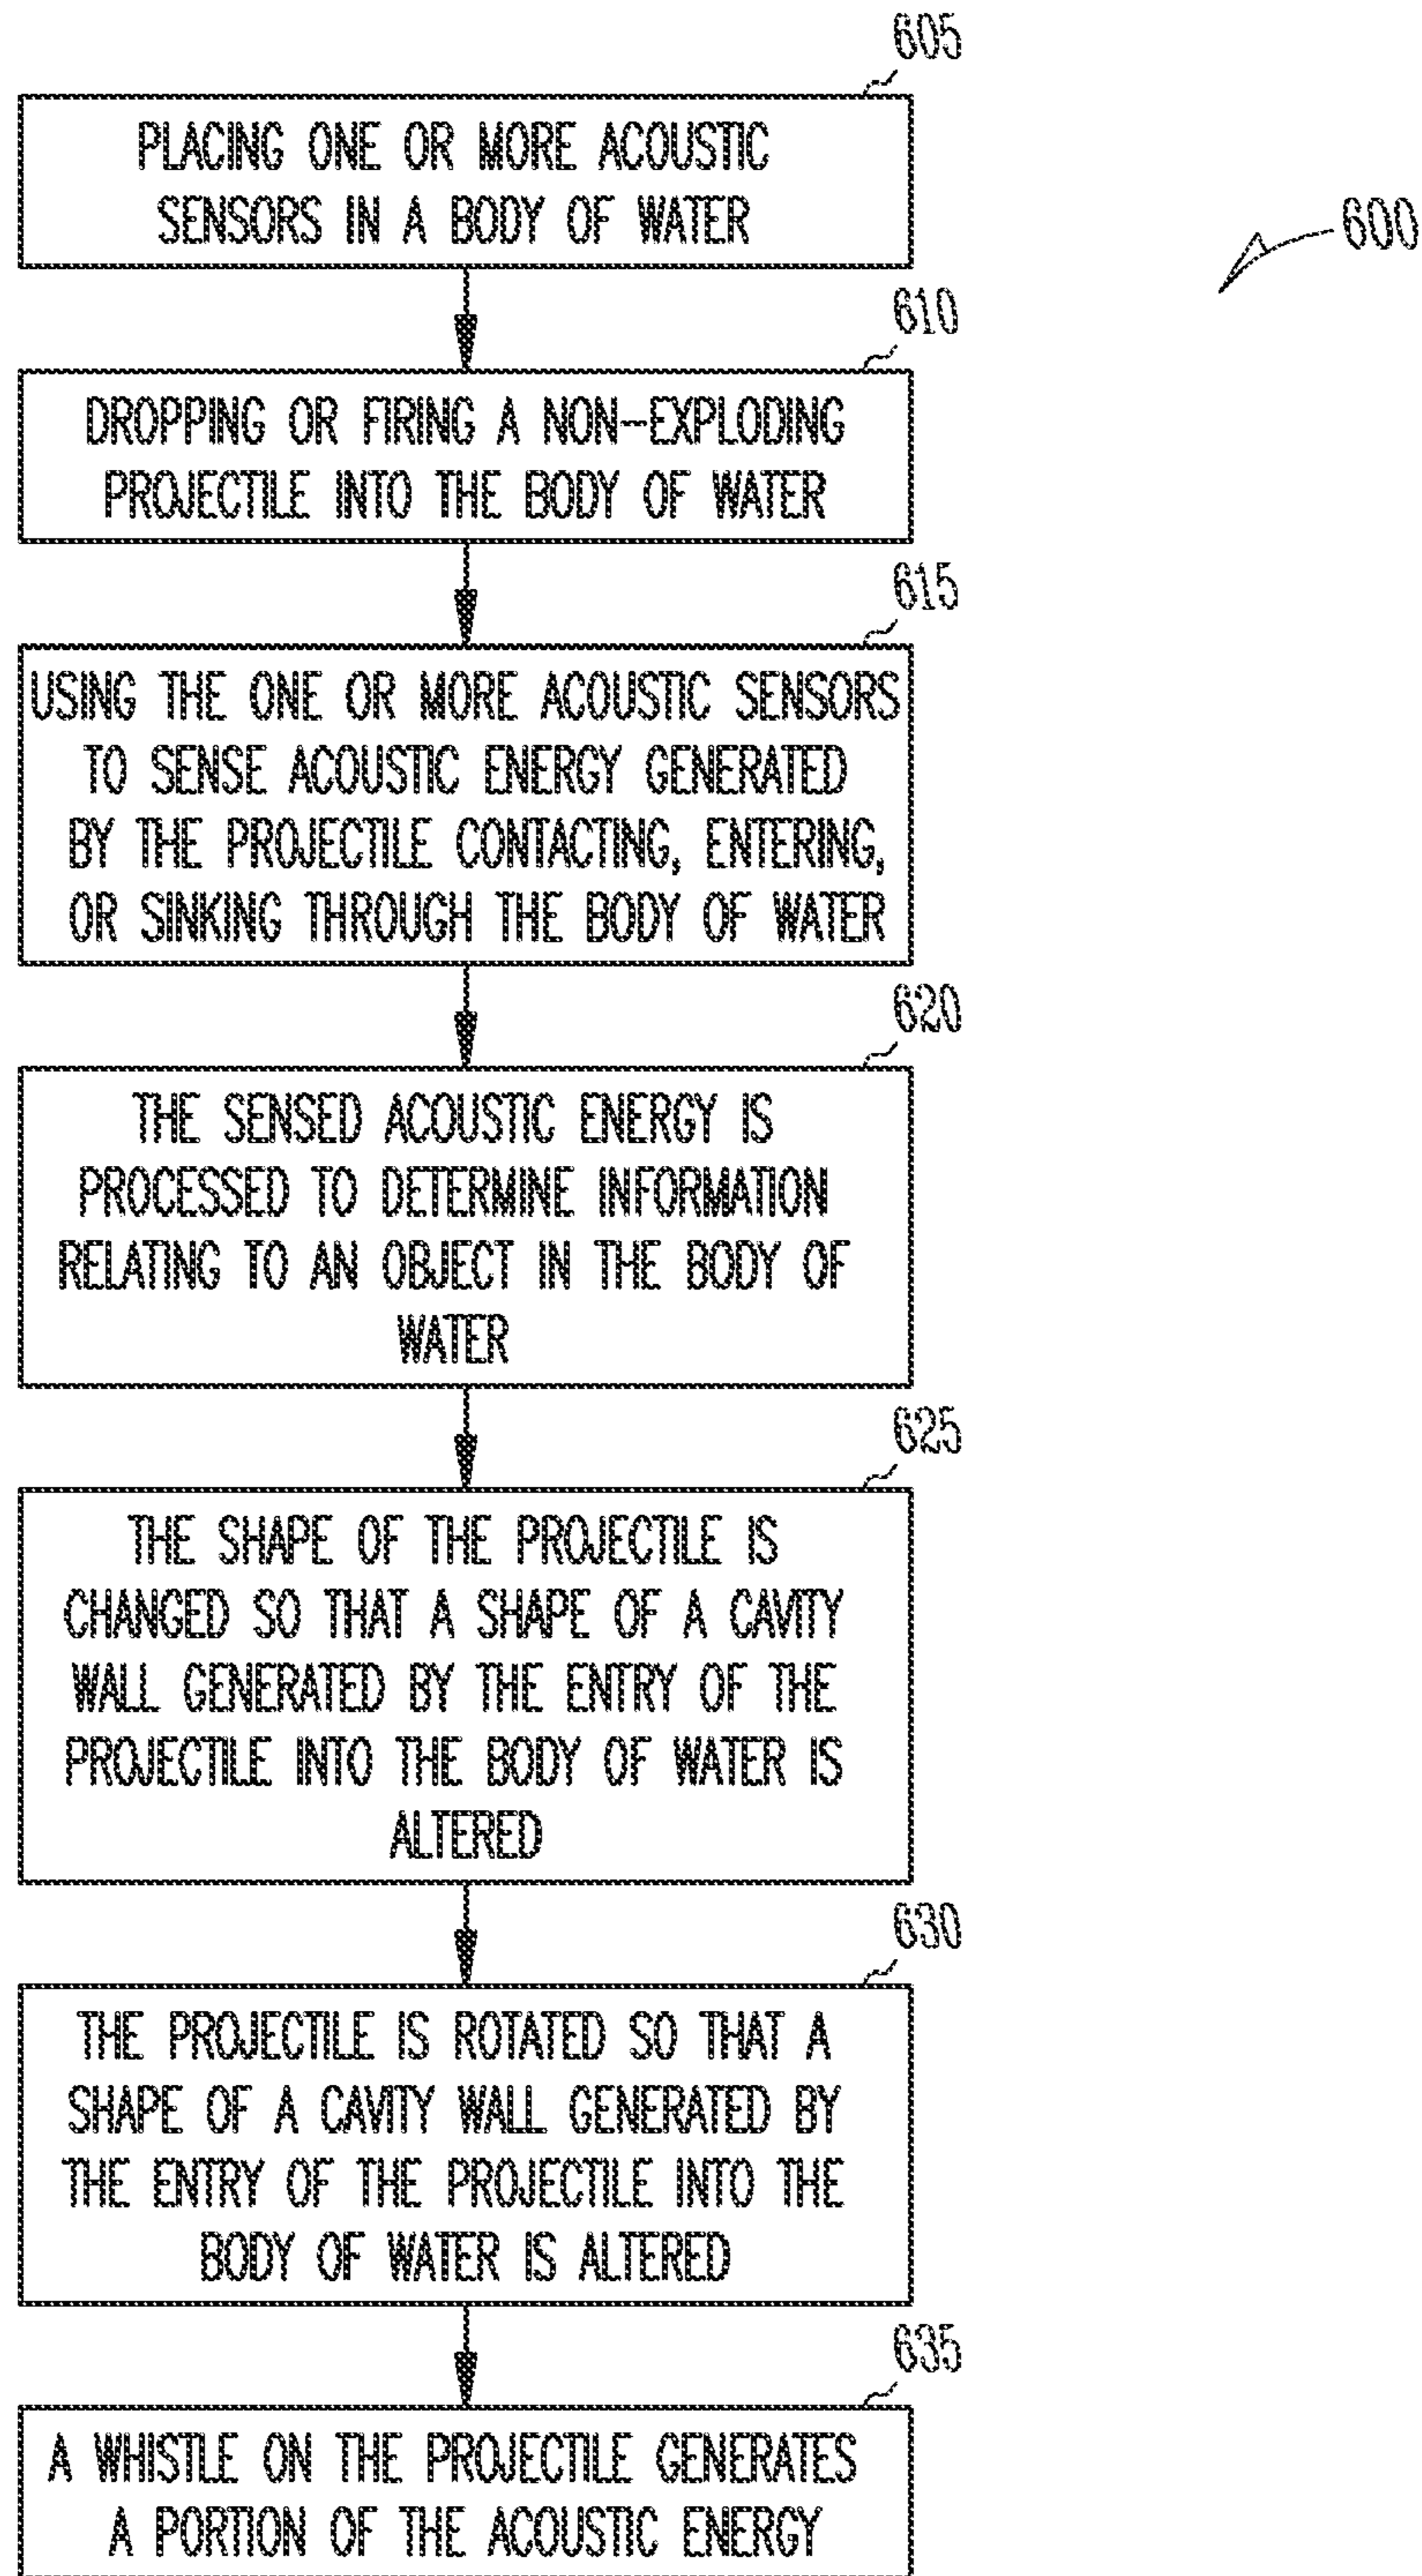 605
PLACING ONE OR MORE ACOUSTIC
SENSORS IN A BODY OF WATER
600
610
DROPPING OR FIRING A NON-EXPLODING
PROJECTILE INTO THE BODY OF WATER
615
USING THE ONE OR MORE ACOUSTIC SENSORS
TO SENSE ACOUSTIC ENERGY GENERATED
BY THE PROJECTILE CONTACTING, ENTERING,
OR SINKING THROUGH THE BODY OF WATER
620
THE SENSED ACOUSTIC ENERGY IS
PROCESSED TO DETERMINE INFORMATION
RELATING TO AN OBJECT IN THE BODY OF
WATER
625
THE SHAPE OF THE PROJECTILE IS
CHANGED SO THAT A SHAPE OF A CAVITY
WALL GENERATED BY THE ENTRY OF THE
PROJECTILE INTO THE BODY OF WATER IS
ALTERED
630
THE PROJECTILE IS ROTATED SO THAT A
SHAPE OF A CAVITY WALL GENERATED BY
THE ENTRY OF THE PROJECTILE INTO THE
BODY OF WATER IS ALTERED
635
A WHISTLE ON THE PROJECTILE GENERATES
A PORTION OF THE ACOUSTIC ENERGY